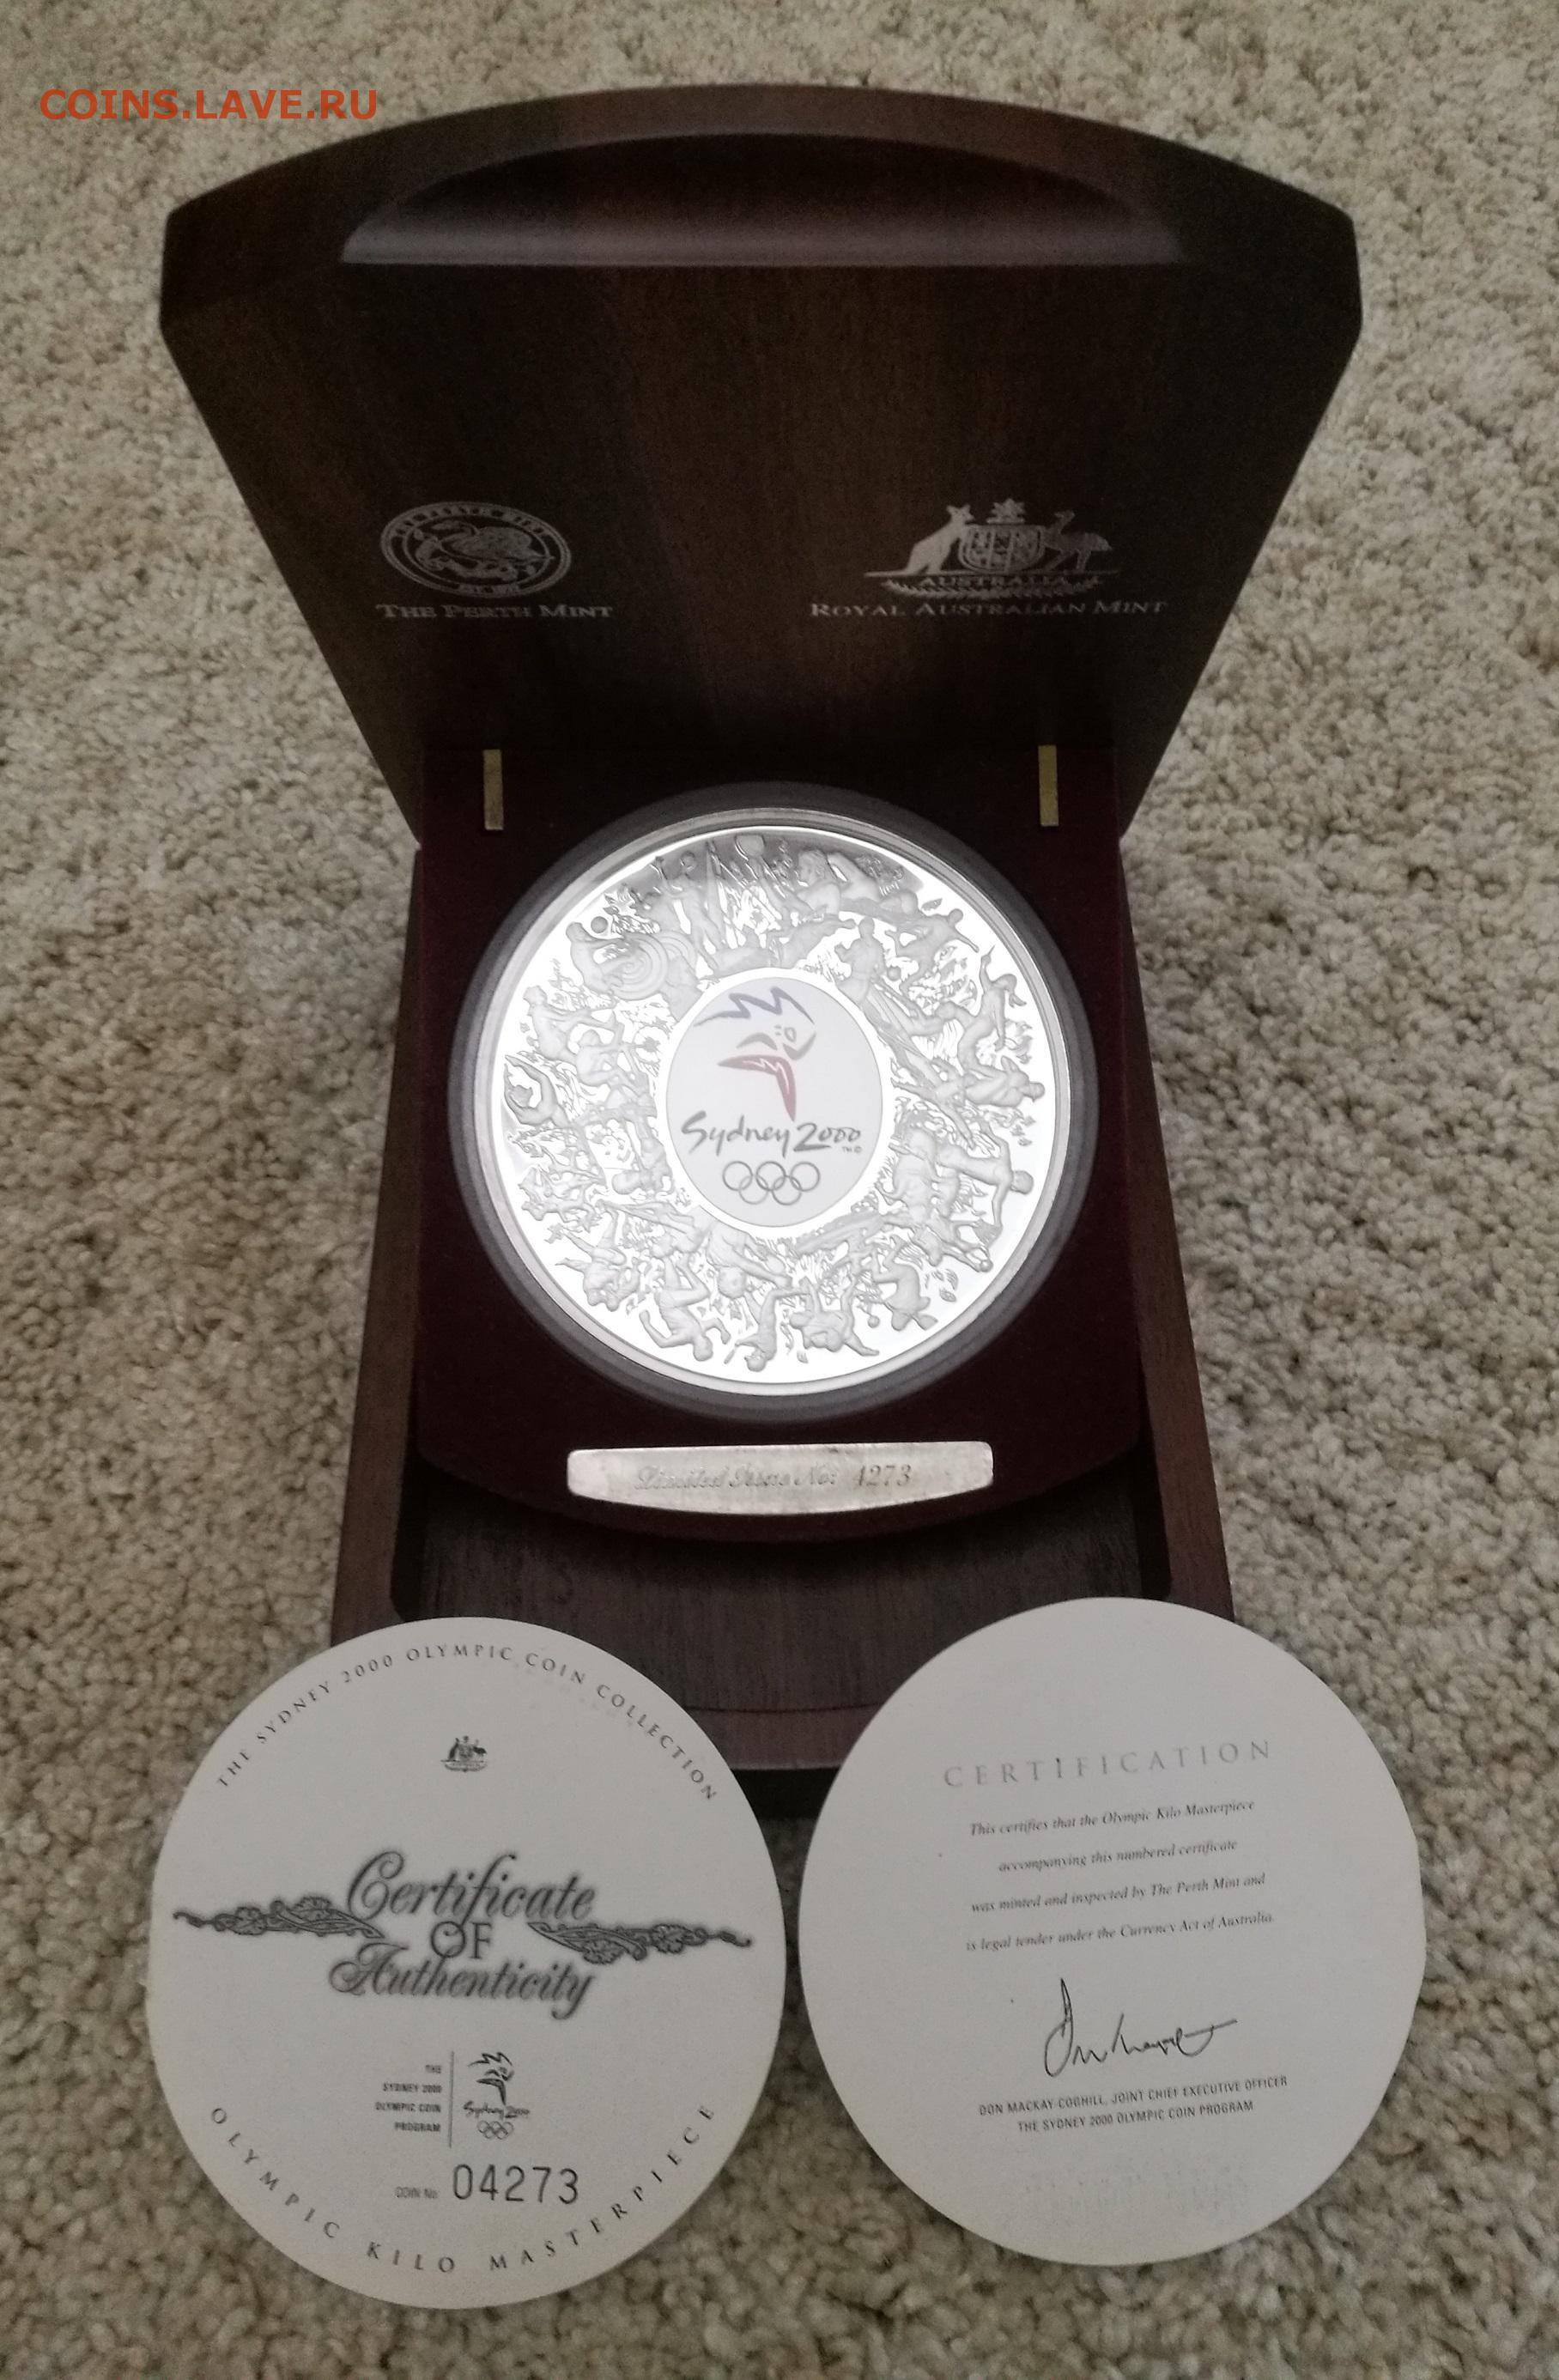 COINS.LAVE.RU
THE PERTH MINT
AUSTRALIA
ROYAL AUSTRALIAN MINT
Sydney 2000
TM ©
Limited Issue No: 4273
THE SYDNEY 2000 OLYMPIC COIN COLLECTION
Certificate
OF
Authenticity
THE
SYDNEY 2000
OLYMPIC COIN
PROGRAM
Sydney 2000
COIN No. 04273
OLYMPIC KILO MASTERPIECE
CERTIFICATION
This certifies that the Olympic Kilo Masterpiece
accompanying this numbered certificate
was minted and inspected by The Perth Mint and
is legal tender under the Currency Act of Australia.
DON MACKAY-COGHILL, JOINT CHIEF EXECUTIVE OFFICER
THE SYDNEY 2000 OLYMPIC COIN PROGRAM